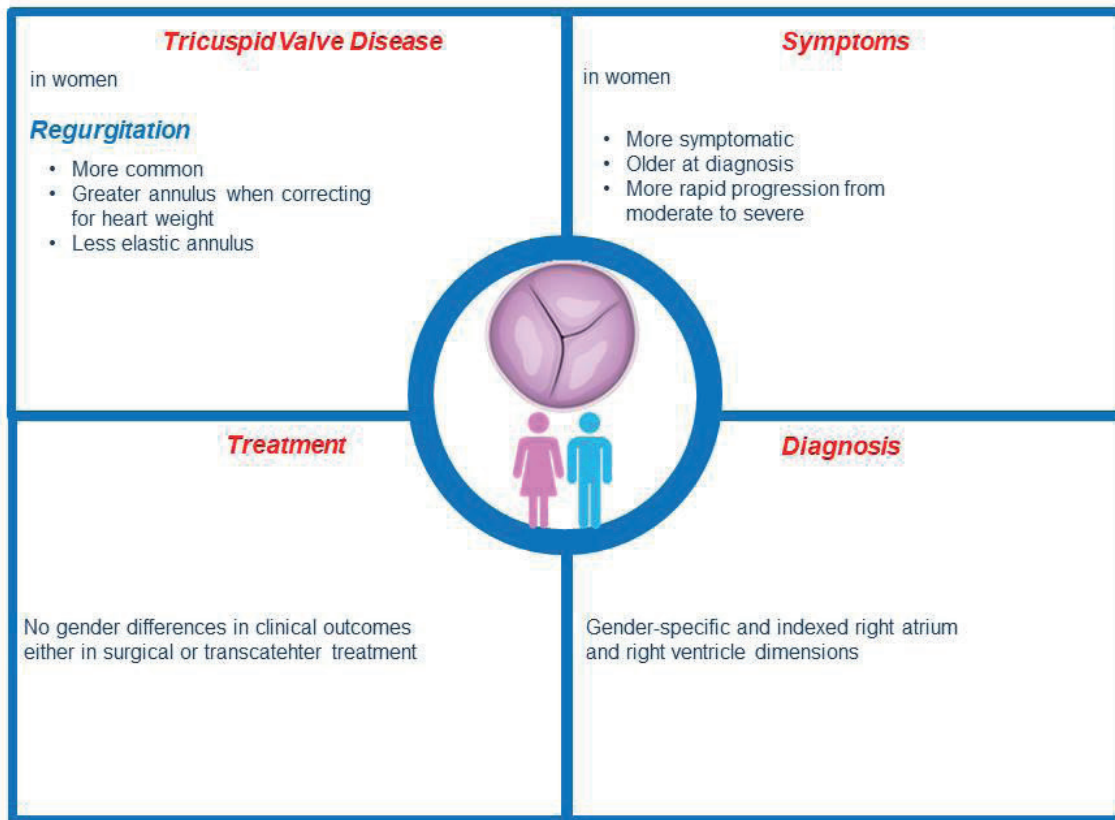 Tricuspid Valve Disease
in women
Regurgitation
• More common
• Greater annulus when correcting
for heart weight
• Less elastic annulus
Symptoms
in women
• More symptomatic
• Older at diagnosis
• More rapid progression from
moderate to severe
Treatment
No gender differences in clinical outcomes
either in surgical or transcatehter treatment
Diagnosis
Gender-specific and indexed right atrium
and right ventricle dimensions